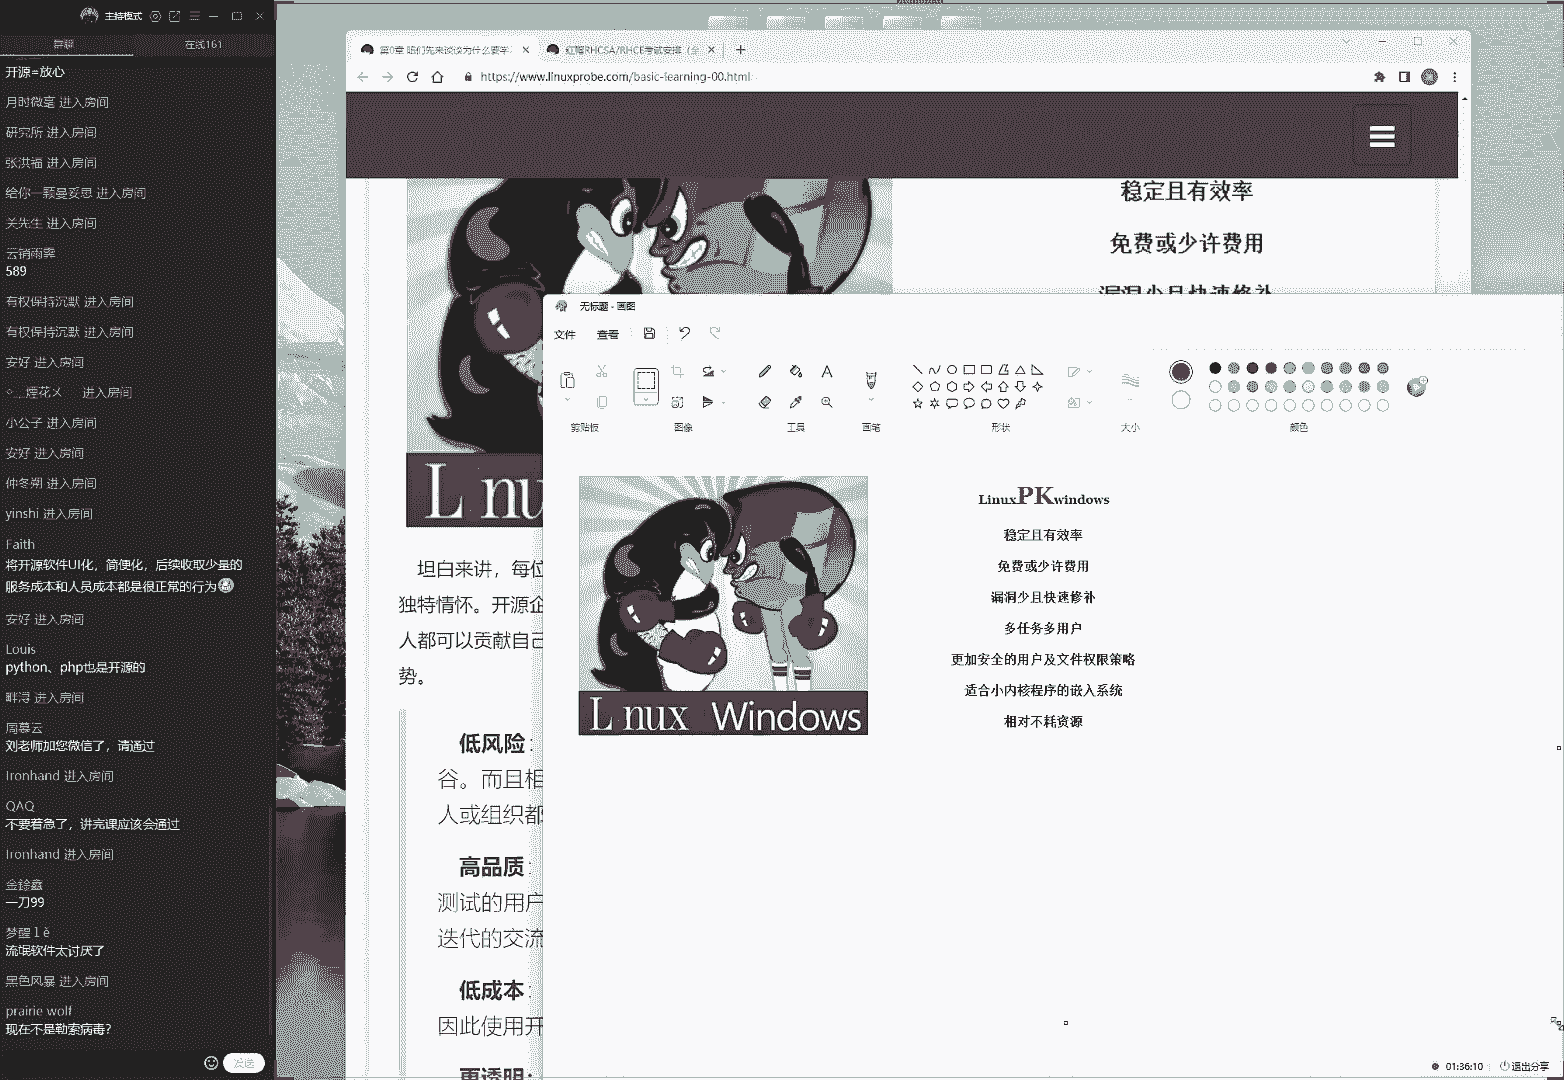 主持模式
群聊
在线161
开源=放心
月时微毫 进入房间
研究所 进入房间
张洪福 进入房间
给你一颗曼妥思 进入房间
关先生 进入房间
云销雨霁
589
有权保持沉默 进入房间
有权保持沉默 进入房间
安好 进入房间
进入房间
小公子 进入房间
安好 进入房间
仲冬朔 进入房间
yinshi 进入房间
Faith
将开源软件UI化，简便化，后续收取少量的
服务成本和人员成本都是很正常的行为
安好 进入房间
Louis
python、php也是开源的
进入房间
周慕云
刘老师加您微信了，请通过
Ironhand 进入房间
QAQ
不要着急了，讲完课应该会通过
Ironhand 进入房间
一刀99
梦醒
流氓软件太讨厌了
黑色风暴 进入房间
prairie wolf
现在不是勒索病毒?
发送
第0章 咱们先来谈谈为什么要学
红帽RHCSA/RHCE考试安排（全
https://www.linuxprobe.com/basic-learning-00.html
稳定且有效率
免费或少许费用
漏洞少且快速修补
L nu
坦白来讲，每位
独特情怀。开源企
人都可以贡献自己
势。
低风险：
谷。而且相
人或组织都
高品质：
测试的用户
迭代的交流
低成本：
因此使用开
更透明：
无标题 - 画图
文件 查看
剪贴板
图像
工具
画笔
形状
大小
颜色
L nux Windows
LinuxPKwindows
稳定且有效率
免费或少许费用
漏洞少且快速修补
多任务多用户
更加安全的用户及文件权限策略
适合小内核程序的嵌入系统
相对不耗资源
01:36:10
退出分享